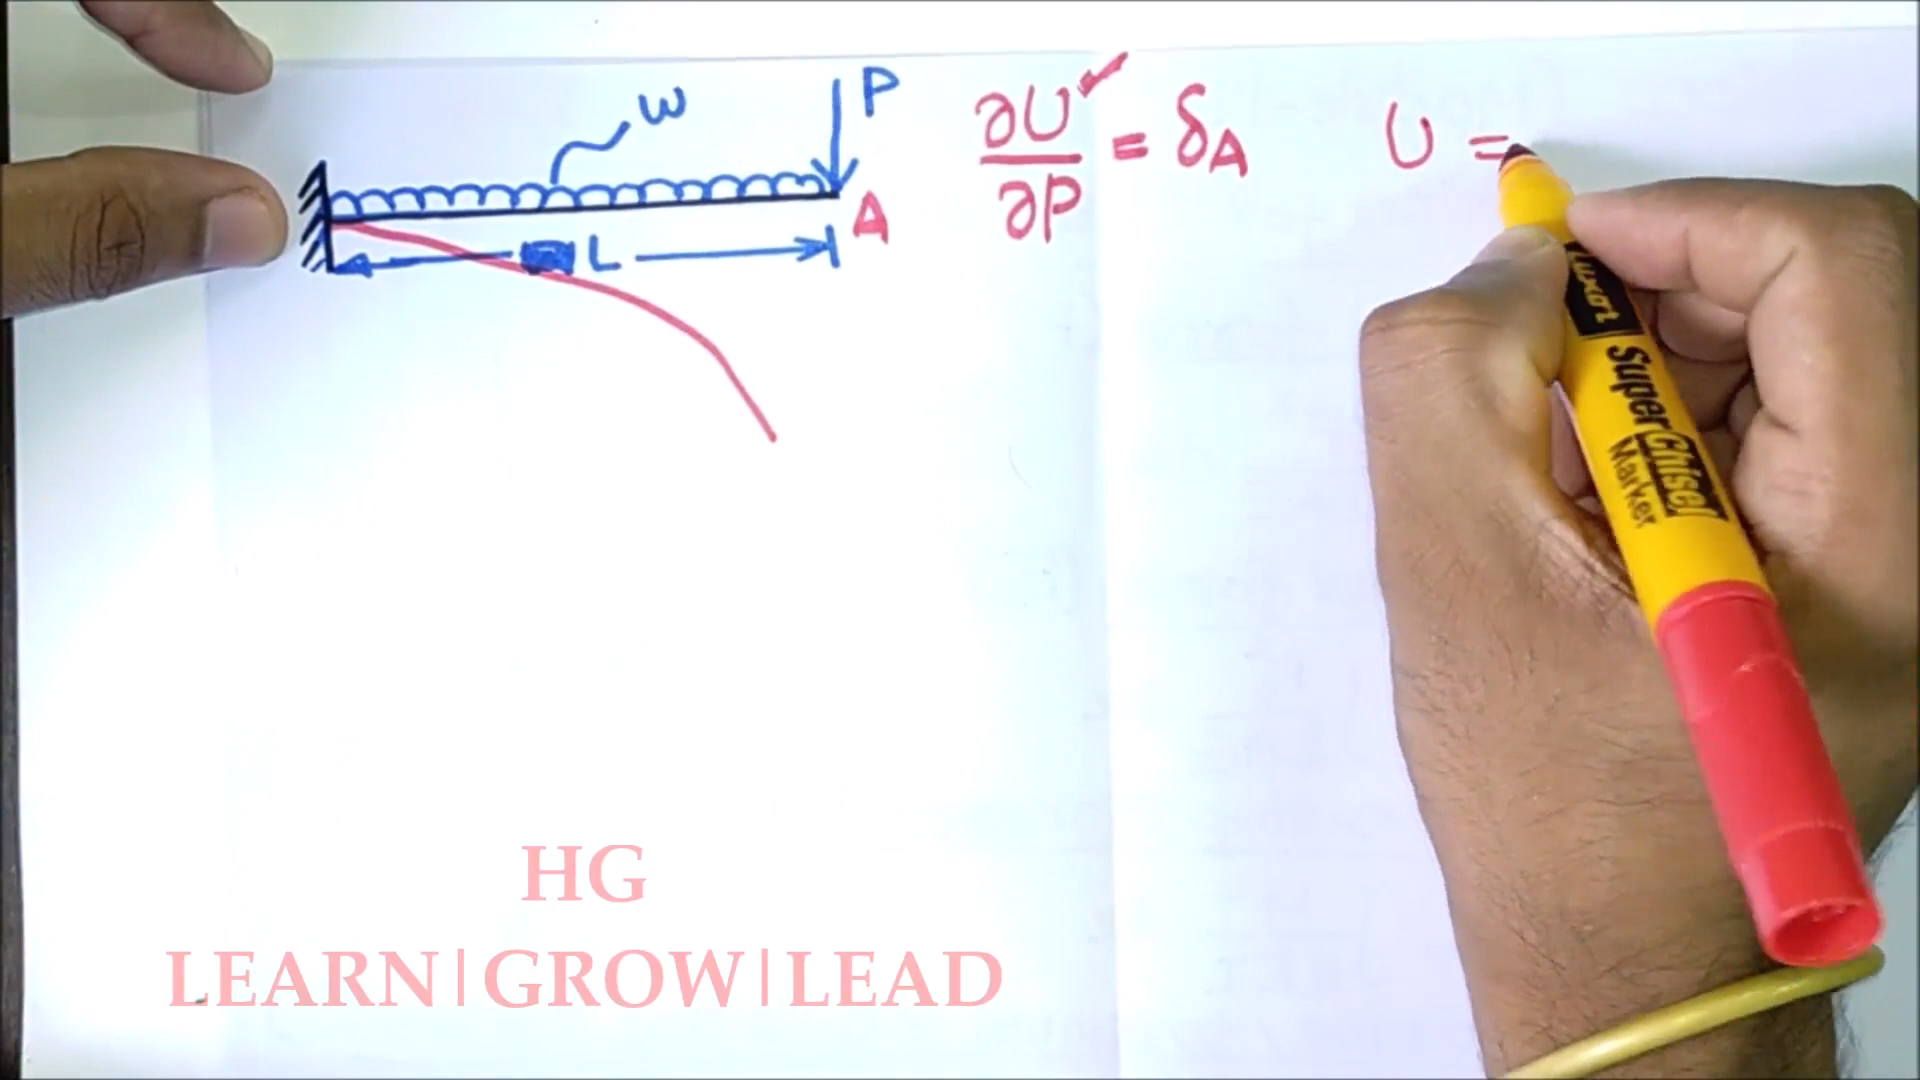 w
P
A
L
∂U/∂P = δA
U =
Luxor
Super Chisel
Marker
HG
LEARN|GROW|LEAD